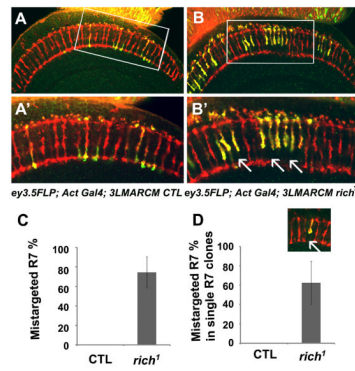 A
B
A'
B'
ey3.5FLP; Act Gal4; 3LMARCM CTL
ey3.5FLP; Act Gal4; 3LMARCM rich¹
C
Mistargeted R7 %
100
80
60
40
20
0
CTL
rich¹
D
Mistargeted R7 %
in single R7 clones
100
80
60
40
20
0
CTL
rich¹